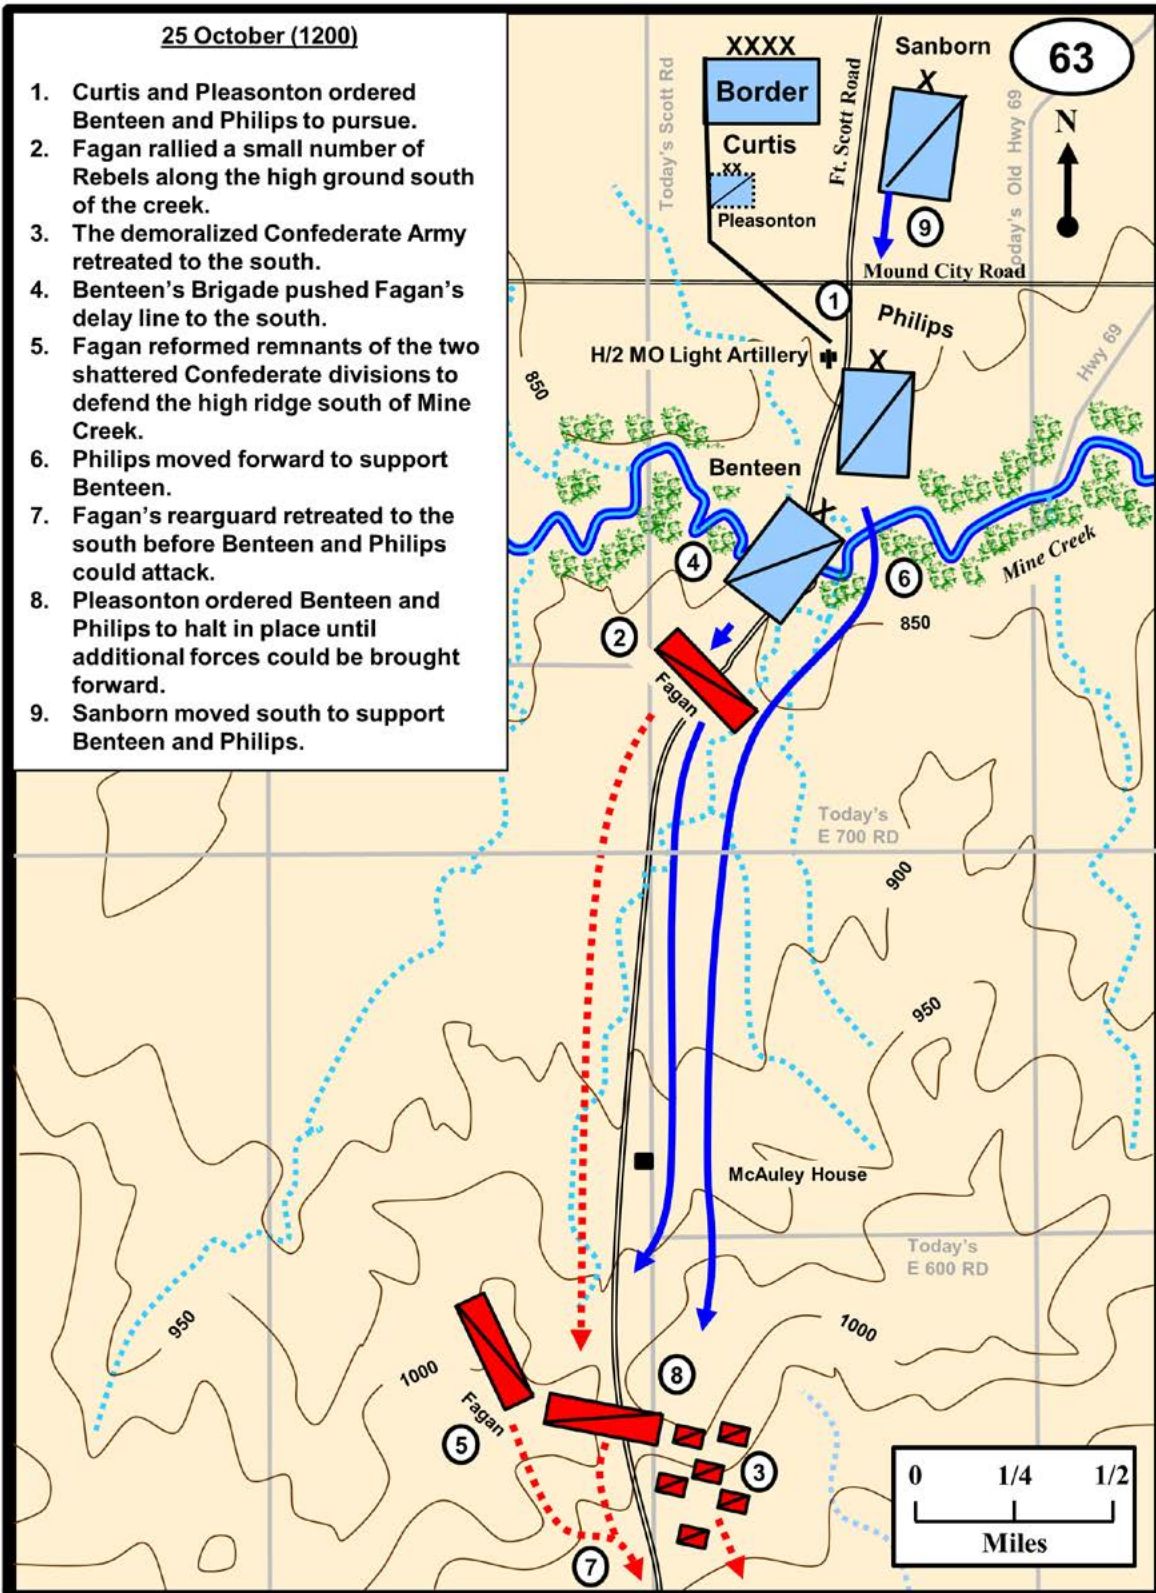 25 October (1200)
1. Curtis and Pleasonton ordered
Benteen and Philips to pursue.
2. Fagan rallied a small number of
Rebels along the high ground south
of the creek.
3. The demoralized Confederate Army
retreated to the south.
4. Benteen's Brigade pushed Fagan's
delay line to the south.
5. Fagan reformed remnants of the two
shattered Confederate divisions to
defend the high ridge south of Mine
Creek.
6. Philips moved forward to support
Benteen.
7. Fagan's rearguard retreated to the
south before Benteen and Philips
could attack.
8. Pleasonton ordered Benteen and
Philips to halt in place until
additional forces could be brought
forward.
9. Sanborn moved south to support
Benteen and Philips.
XXXX
Border
Curtis
xx
Pleasonton
Today's Scott Rd
Ft. Scott Road
Sanborn
X
9
Today's Old Hwy 69
63
N
Mound City Road
1
Philips
X
H/2 MO Light Artillery
Hwy 69
850
Benteen
X
4
6
Mine Creek
850
2
Fagan
Today's
E 700 RD
900
950
McAuley House
Today's
E 600 RD
950
1000
1000
8
Fagan
5
3
7
0 1/4 1/2
Miles